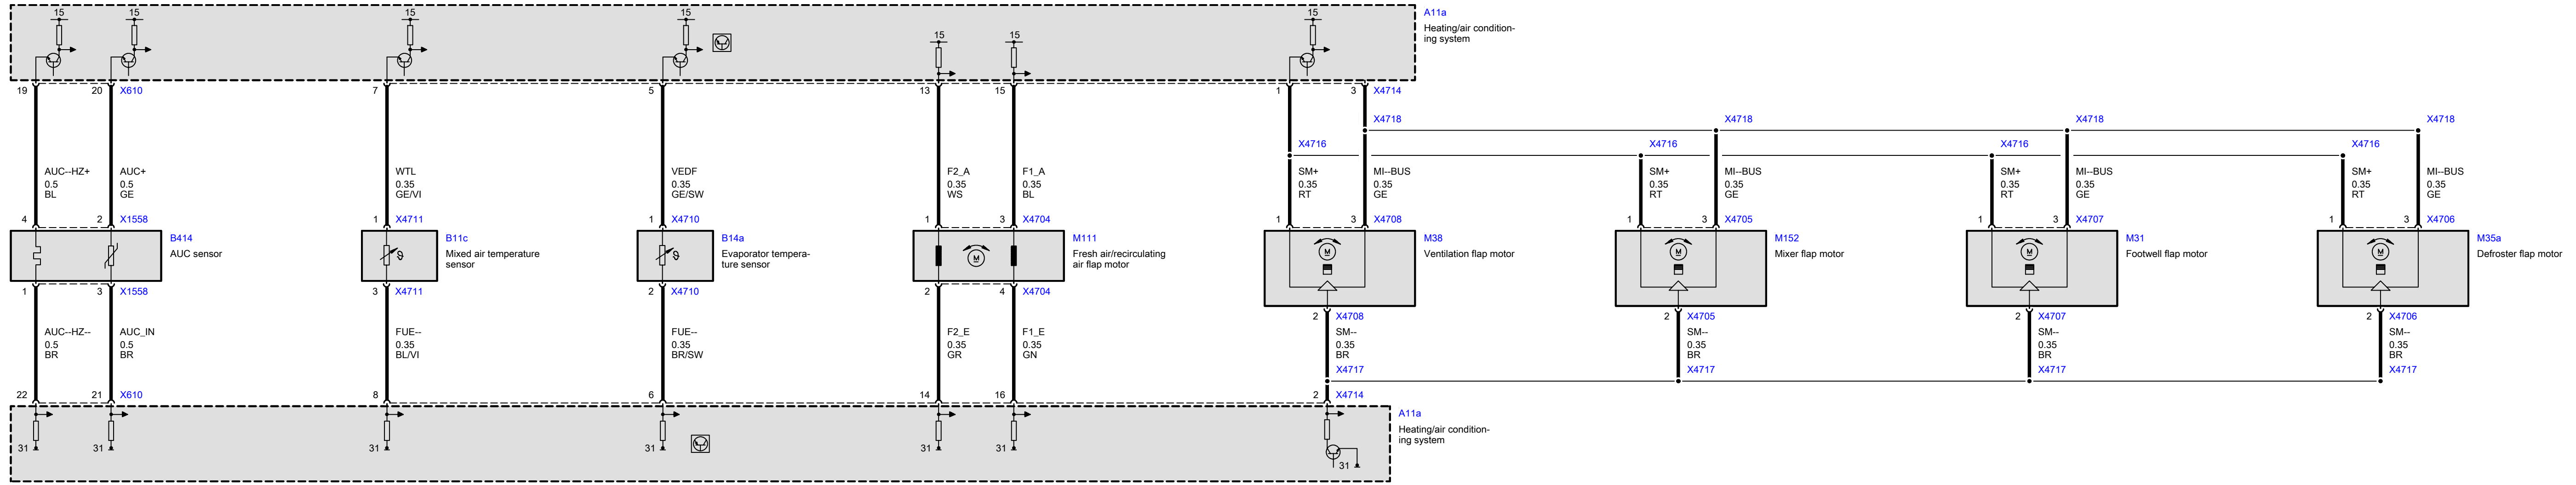 15 15 15 15 15 A11a
Heating/air condition-
ing system
15 15
19 20 X610 7 5 13 15 1 3 X4714
X4718 X4718 X4718 X4718
X4716 X4716 X4716 X4716
AUC--HZ+ AUC+ WTL VEDF F2_A F1_A SM+ MI--BUS SM+ MI--BUS SM+ MI--BUS SM+ MI--BUS
0.5 0.5 0.35 0.35 0.35 0.35 0.35 0.35 0.35 0.35 0.35 0.35 0.35 0.35
BL GE GE/VI GE/SW WS BL RT GE RT GE RT GE RT GE
4 2 X1558 1 X4711 1 X4710 1 3 X4704 1 3 X4708 1 3 X4705 1 3 X4707 1 3 X4706
B414 B11c B14a M111 M38 M152 M31 M35a
AUC sensor Mixed air temperature Evaporator tempera- Fresh air/recirculating Ventilation flap motor Mixer flap motor Footwell flap motor Defroster flap motor
sensor ture sensor air flap motor
ϑ ϑ M M M M M
1 3 X1558 3 X4711 2 X4710 2 4 X4704
2 X4708 2 X4705 2 X4707 2 X4706
AUC--HZ-- AUC_IN FUE-- FUE-- F2_E F1_E SM-- SM-- SM-- SM--
0.5 0.5 0.35 0.35 0.35 0.35 0.35 0.35 0.35 0.35
BR BR BL/VI BR/SW GR GN BR BR BR BR
X4717 X4717 X4717 X4717
22 21 X610 8 6 14 16 2 X4714
A11a
Heating/air condition-
ing system
31 31 31 31 31 31
31